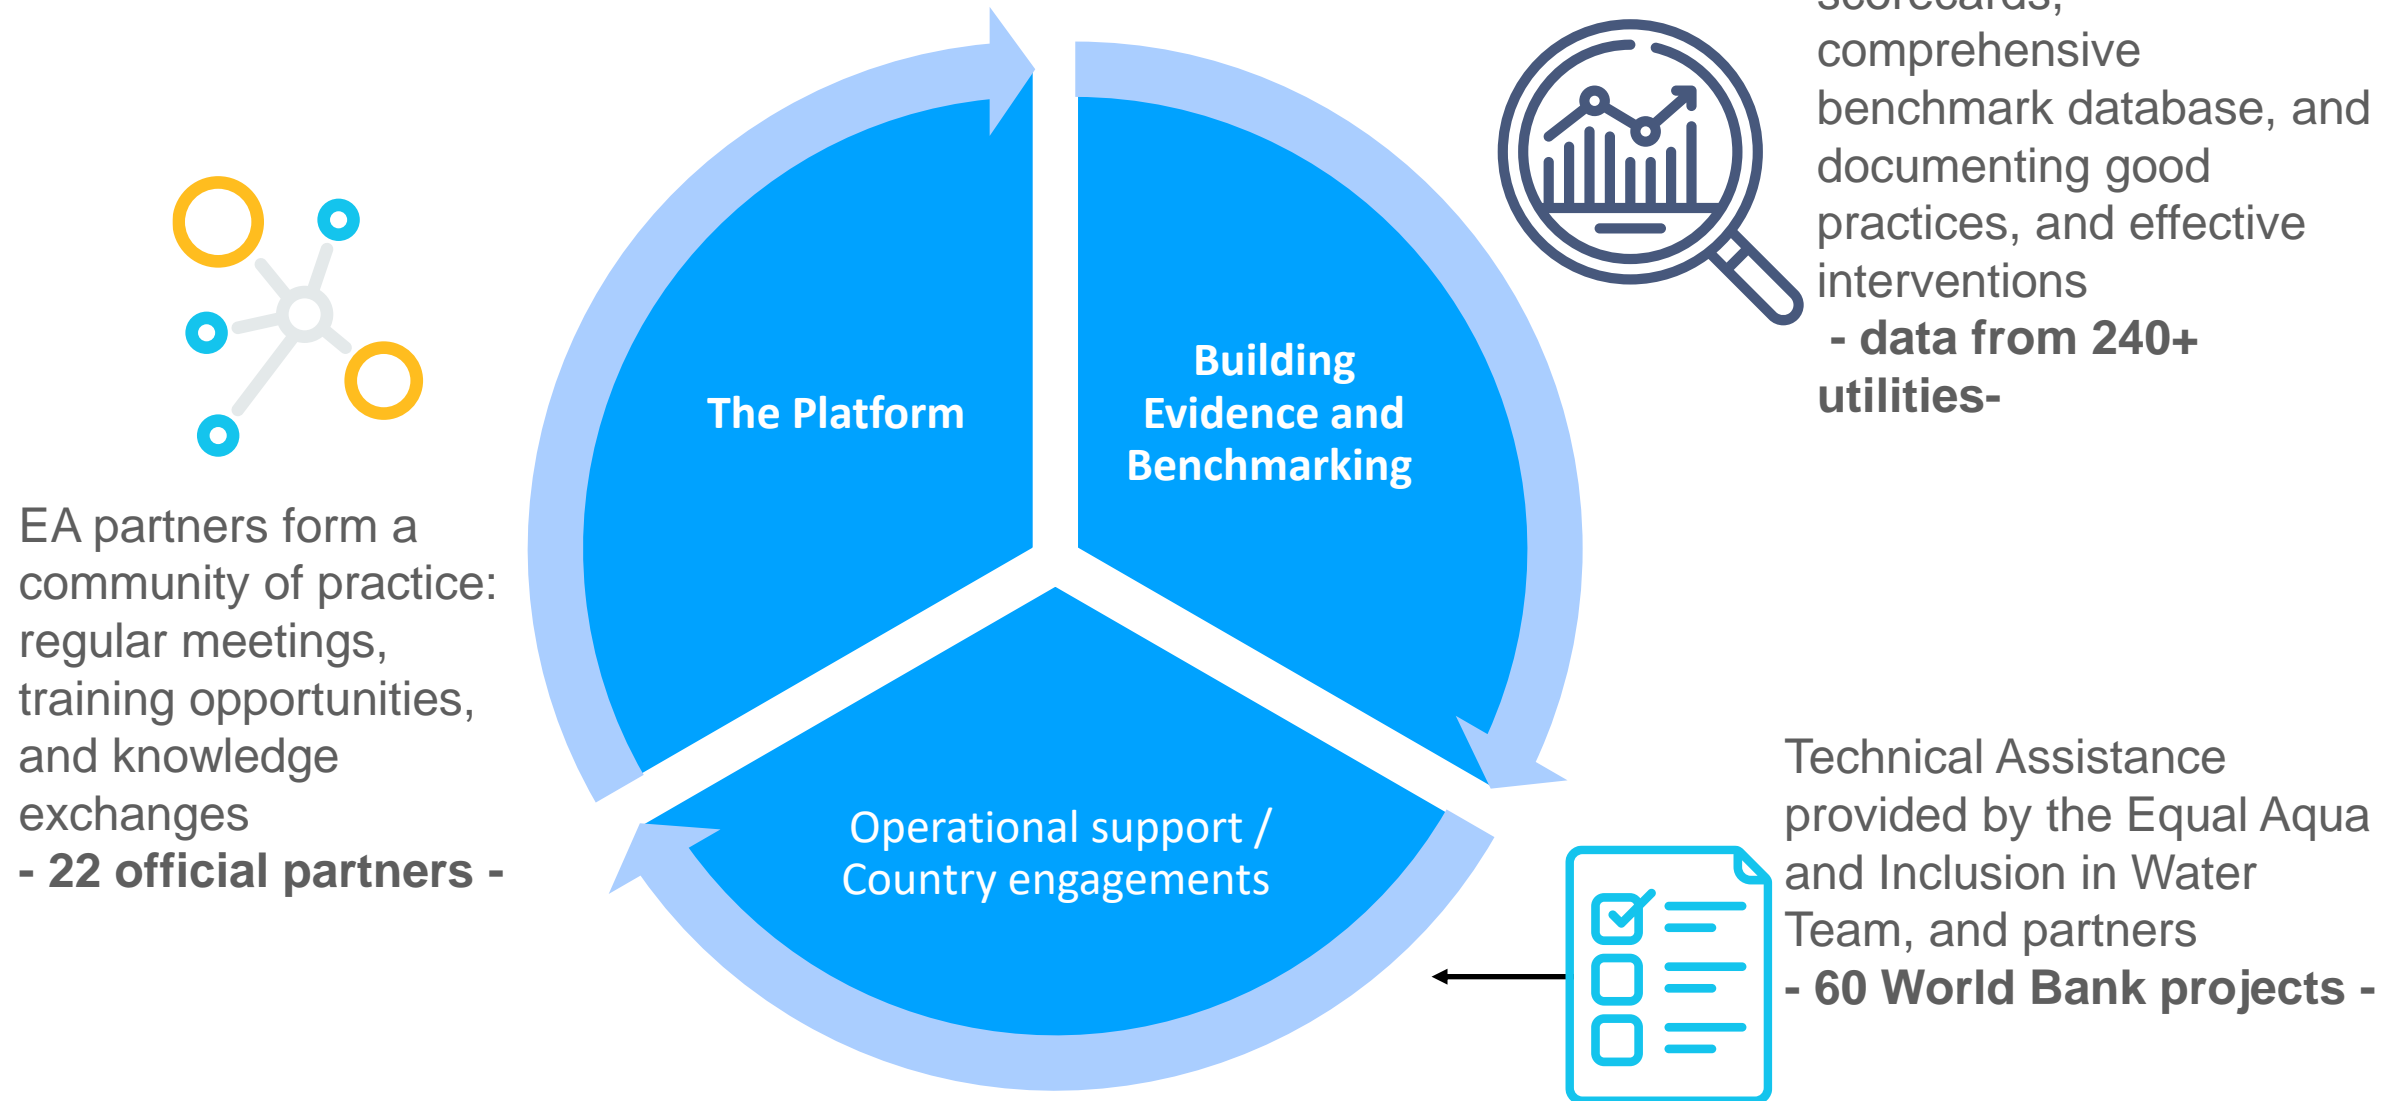 scorecards,
comprehensive
benchmark database, and
documenting good
practices, and effective
interventions
- data from 240+
utilities-
The Platform
Building
Evidence and
Benchmarking
EA partners form a
community of practice:
regular meetings,
training opportunities,
and knowledge
exchanges
- 22 official partners -
Operational support /
Country engagements
Technical Assistance
provided by the Equal Aqua
and Inclusion in Water
Team, and partners
- 60 World Bank projects -